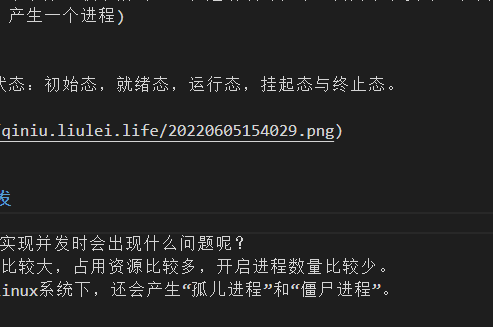 产生一个进程)
状态：初始态，就绪态，运行态，挂起态与终止态。
/qiniu.liulei.life/20220605154029.png)
发
实现并发时会出现什么问题呢？
比较大，占用资源比较多，开启进程数量比较少。
inux系统下，还会产生“孤儿进程”和“僵尸进程”。